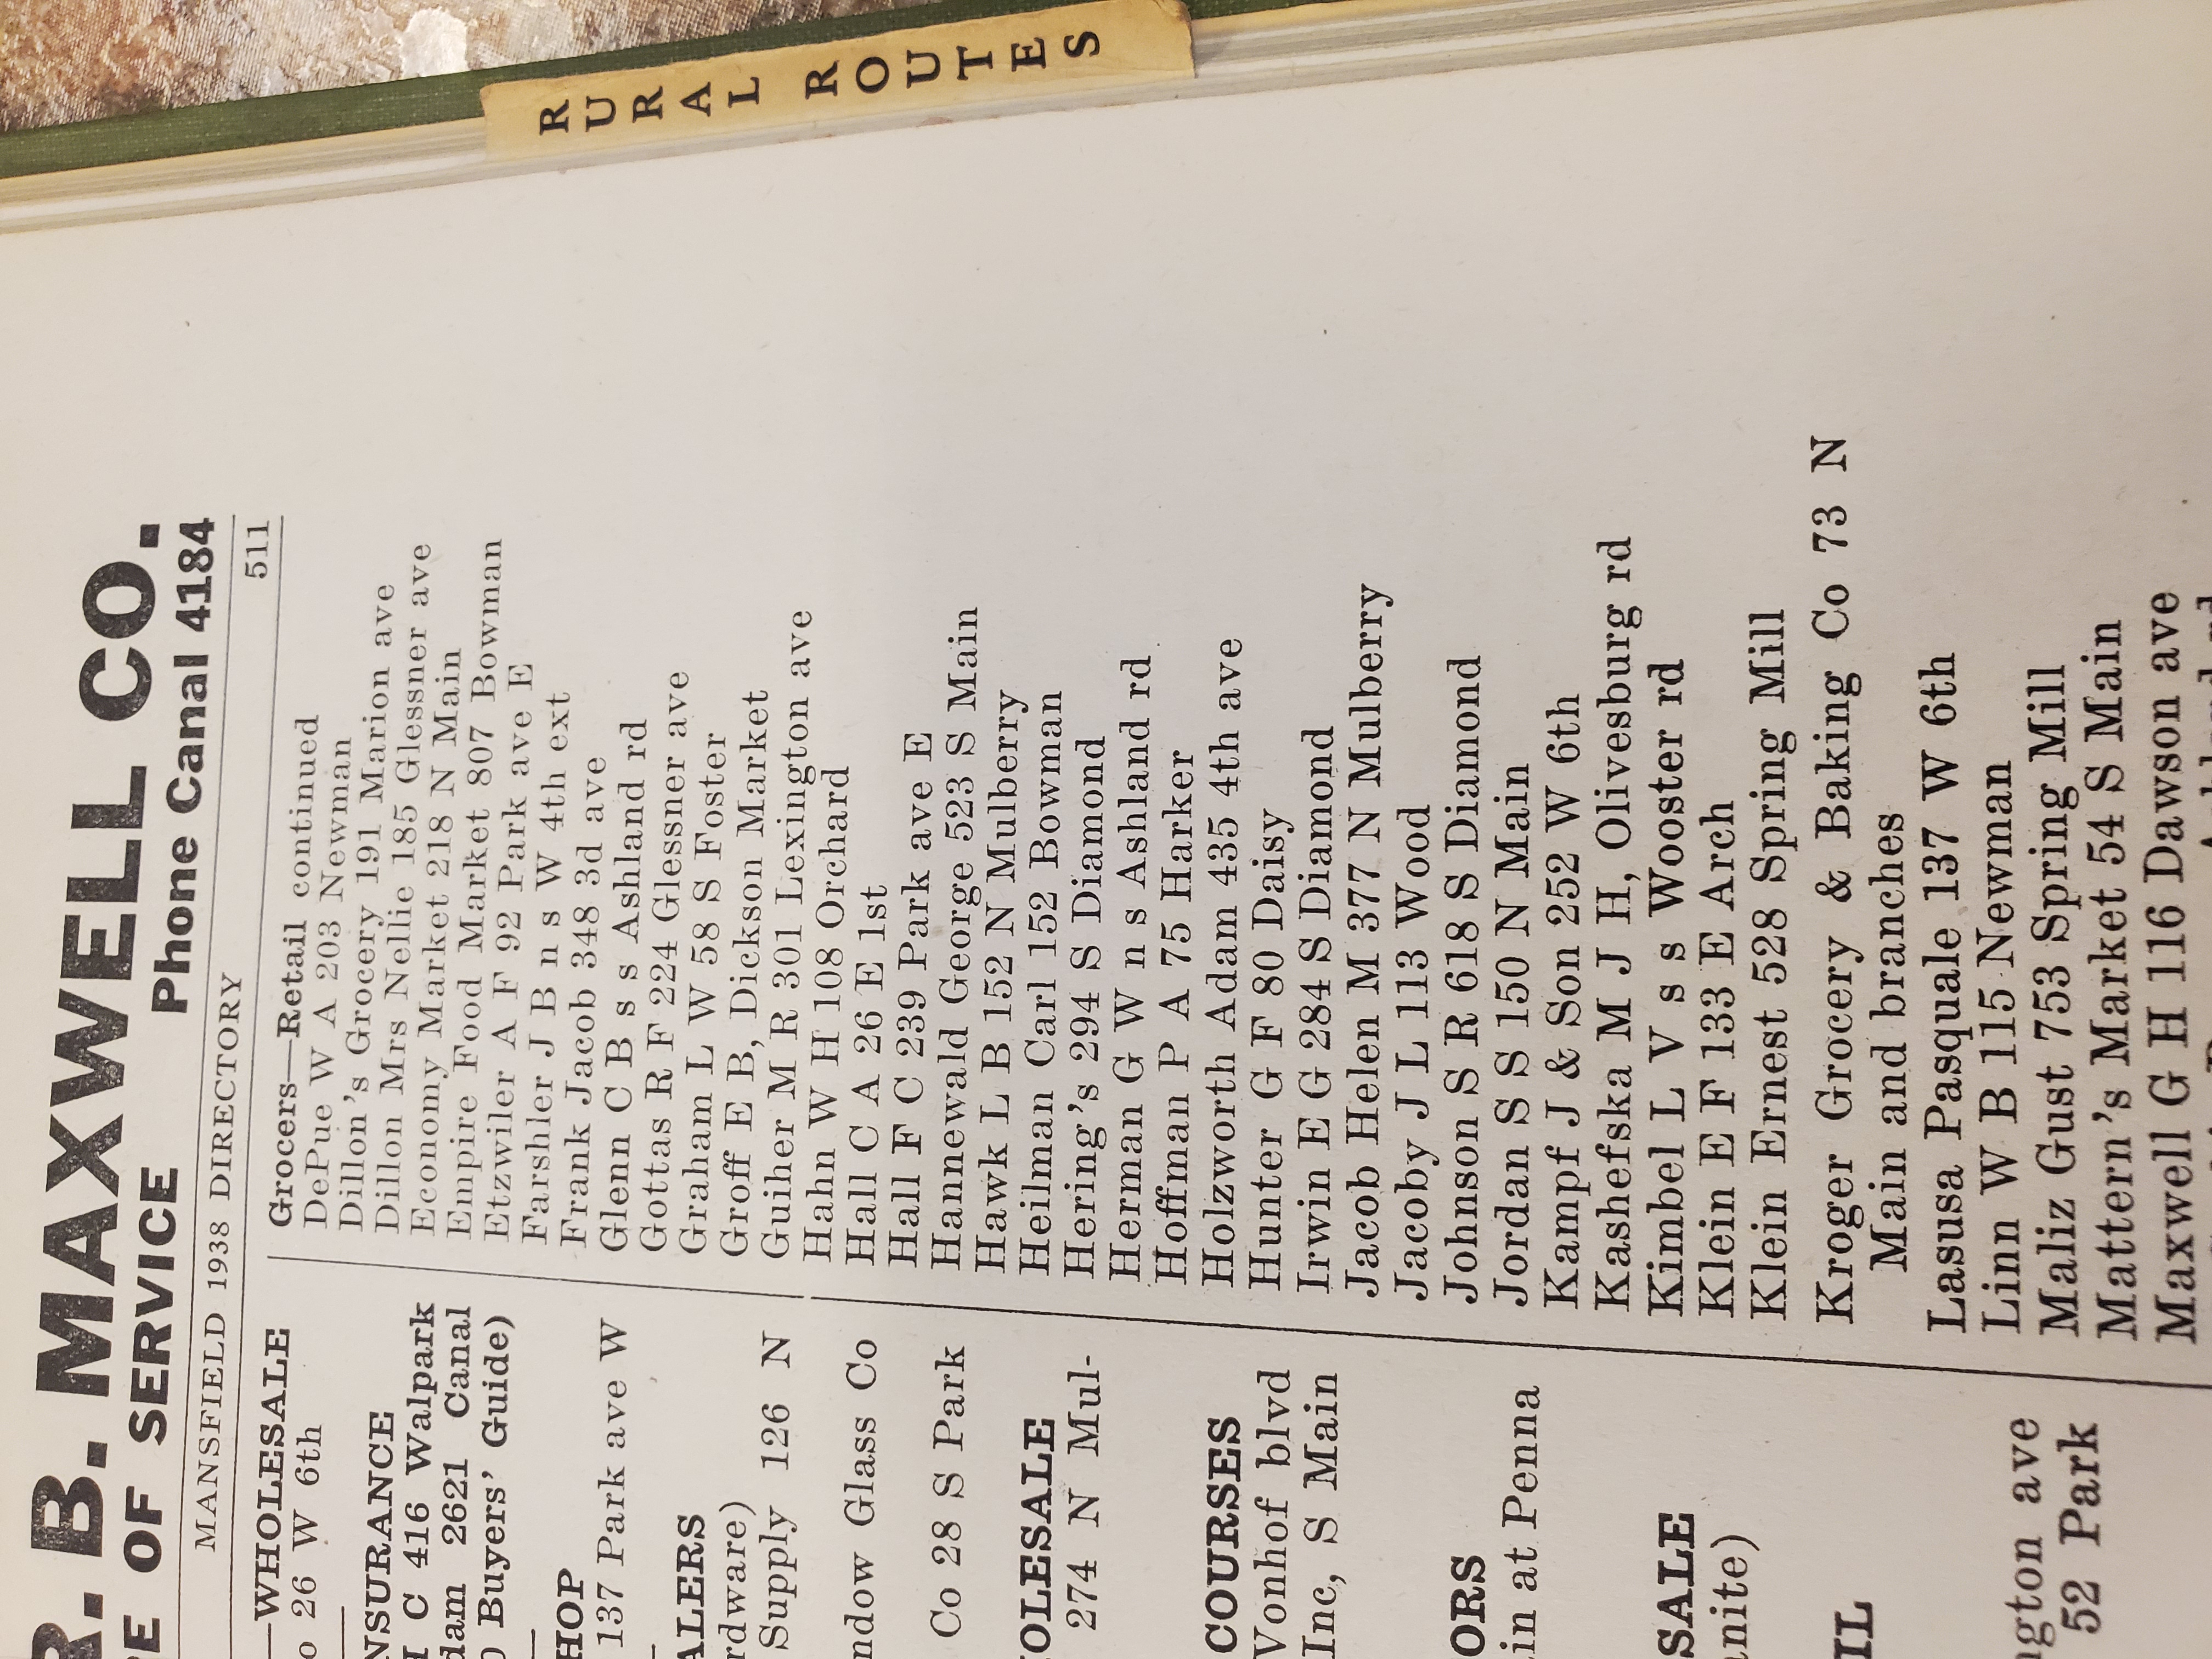 R. B. MAXWELL CO.
OF SERVICE Phone Canal 4184
MANSFIELD 1938 DIRECTORY 511
—WHOLESALE
26 W 6th
NSURANCE
C 416 Walpark
dam 2621 Canal
Buyers' Guide)
HOP
137 Park ave W
ALERS
rdware)
Supply 126 N
ndow Glass Co
Co 28 S Park
OLESALE
274 N Mul-
COURSES
Vonhof blvd
Inc, S Main
ORS
in at Penna
SALE
anite)
IL
ngton ave
52 Park
Grocers—Retail continued
DePue W A 203 Newman
Dillon's Grocery 191 Marion ave
Dillon Mrs Nellie 185 Glessner ave
Economy Market 218 N Main
Empire Food Market 807 Bowman
Etzwiler A F 92 Park ave E
Farshler J B n s W 4th ext
Frank Jacob 348 3d ave
Glenn C B s s Ashland rd
Gottas R F 224 Glessner ave
Graham L W 58 S Foster
Groff E B, Dickson Market
Guiher M R 301 Lexington ave
Hahn W H 108 Orchard
Hall C A 26 E 1st
Hall F C 239 Park ave E
Hannewald George 523 S Main
Hawk L B 152 N Mulberry
Heilman Carl 152 Bowman
Hering's 294 S Diamond
Herman G W n s Ashland rd
Hoffman P A 75 Harker
Holzworth Adam 435 4th ave
Hunter G F 80 Daisy
Irwin E G 284 S Diamond
Jacob Helen M 377 N Mulberry
Jacoby J L 113 Wood
Johnson S R 618 S Diamond
Jordan S S 150 N Main
Kampf J & Son 252 W 6th
Kashefska M J H, Olivesburg rd
Kimbel L V s s Wooster rd
Klein E F 133 E Arch
Klein Ernest 528 Spring Mill
Kroger Grocery & Baking Co 73 N
Main and branches
Lasusa Pasquale 137 W 6th
Linn W B 115 Newman
Maliz Gust 753 Spring Mill
Mattern's Market 54 S Main
Maxwell G H 116 Dawson ave
RURAL ROUTES